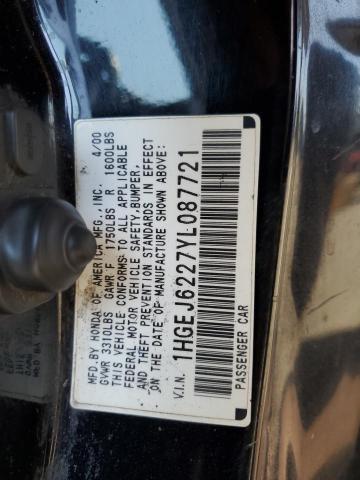 MFD.BY HONDA OF AMERICA MFG., INC. 4/00
GVWR 3310LBS GAWR F 1750LBS R 1600LBS
THIS VEHICLE CONFORMS TO ALL APPLICABLE
FEDERAL MOTOR VEHICLE SAFETY,BUMPER,
AND THEFT PREVENTION STANDARDS IN EFFECT
ON THE DATE OF MANUFACTURE SHOWN ABOVE:
V.I.N. 1HGEJ6227YL087721
PASSENGER CAR